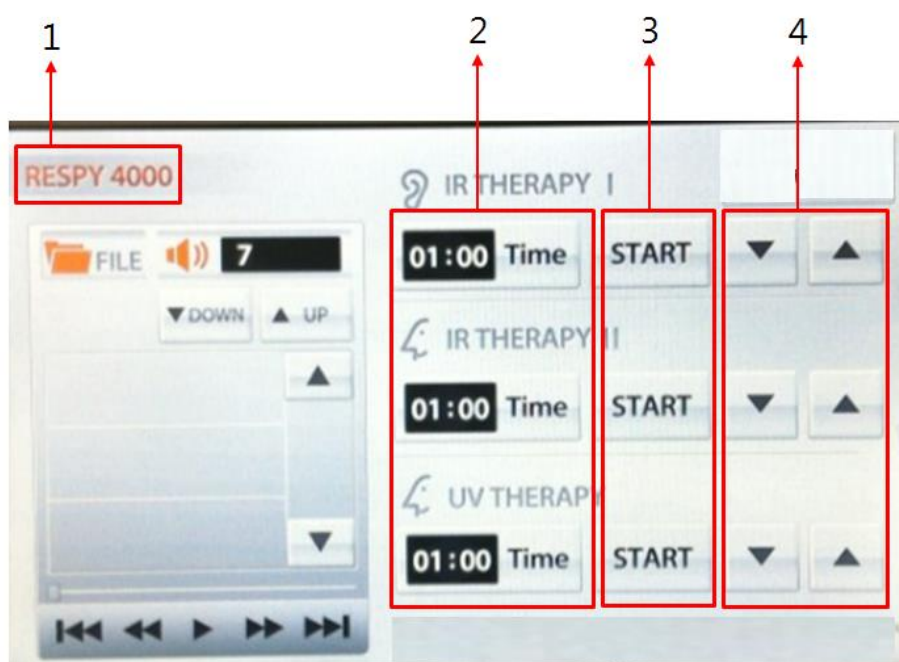 1 2 3 4
RESPY 4000
FILE 7
▼ DOWN ▲ UP
IR THERAPY I
01:00 Time START ▼ ▲
IR THERAPY II
01:00 Time START ▼ ▲
UV THERAPY
01:00 Time START ▼ ▲